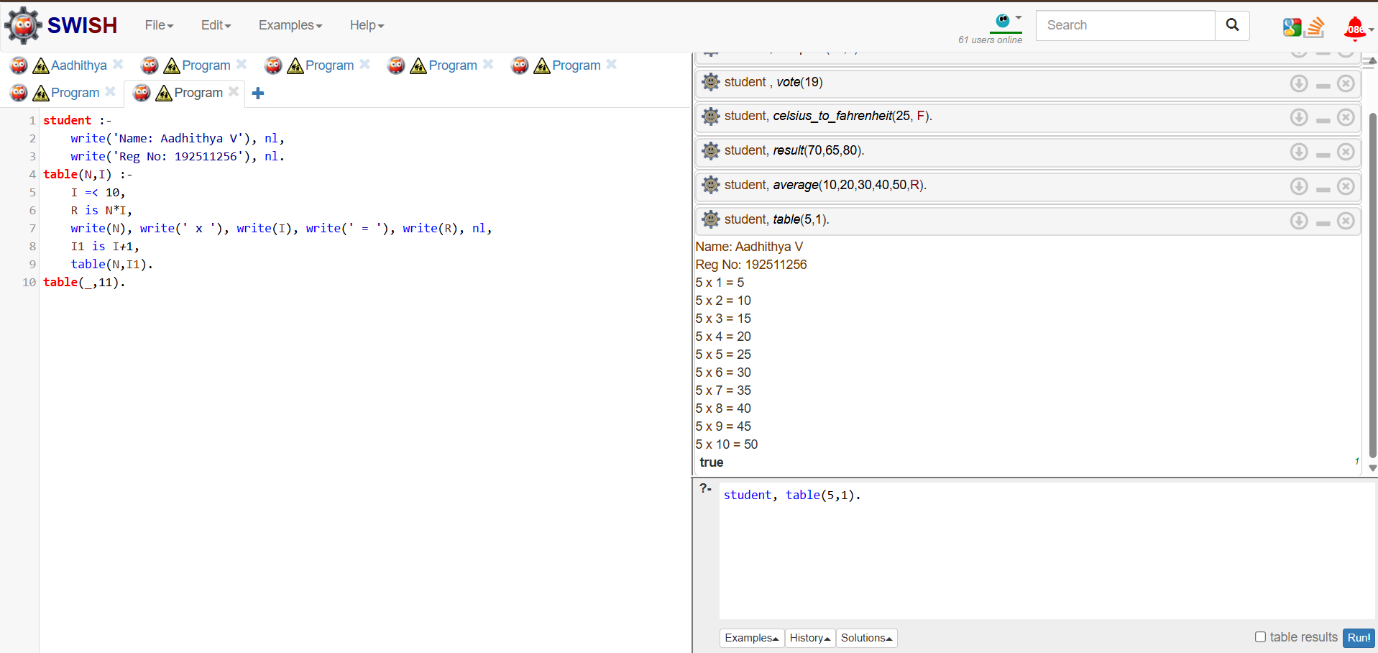 SWISH File Edit Examples Help 61 users online Search
Aadhithya Program Program Program Program
Program Program
1 student :-
2 write('Name: Aadhithya V'), nl,
3 write('Reg No: 192511256'), nl.
4 table(N,I) :-
5 I =< 10,
6 R is N*I,
7 write(N), write(' x '), write(I), write(' = '), write(R), nl,
8 I1 is I+1,
9 table(N,I1).
10 table(_,11).
student , vote(19)
student, celsius_to_fahrenheit(25, F).
student, result(70,65,80).
student, average(10,20,30,40,50,R).
student, table(5,1).
Name: Aadhithya V
Reg No: 192511256
5 x 1 = 5
5 x 2 = 10
5 x 3 = 15
5 x 4 = 20
5 x 5 = 25
5 x 6 = 30
5 x 7 = 35
5 x 8 = 40
5 x 9 = 45
5 x 10 = 50
true 1
?- student, table(5,1).
Examples History Solutions table results Run!